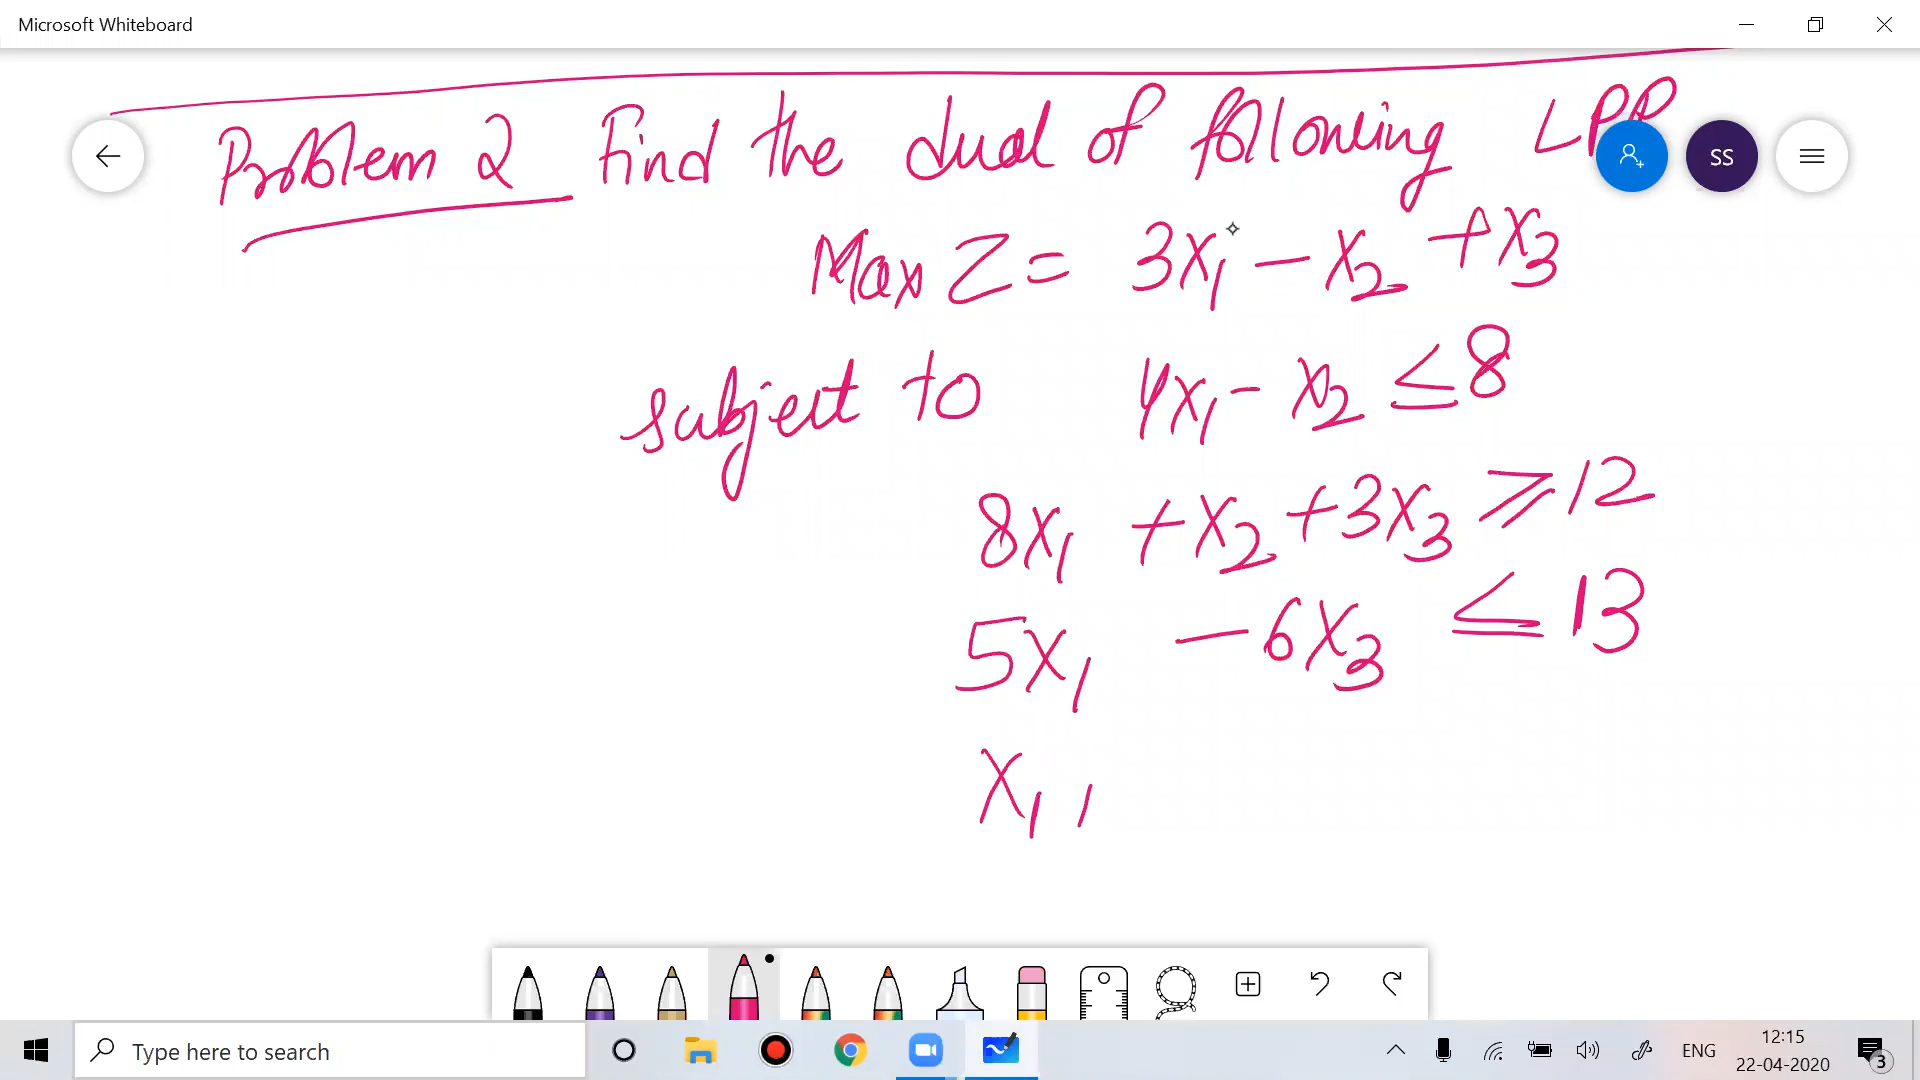 Microsoft Whiteboard
Problem 2 Find the dual of following LPP
SS
Max Z = 3x₁ - x₂ + x₃
subject to 4x₁ - x₂ ≤ 8
8x₁ + x₂ + 3x₃ ≥ 12
5x₁ - 6x₃ ≤ 13
x₁,
Type here to search
ENG
12:15
22-04-2020
3